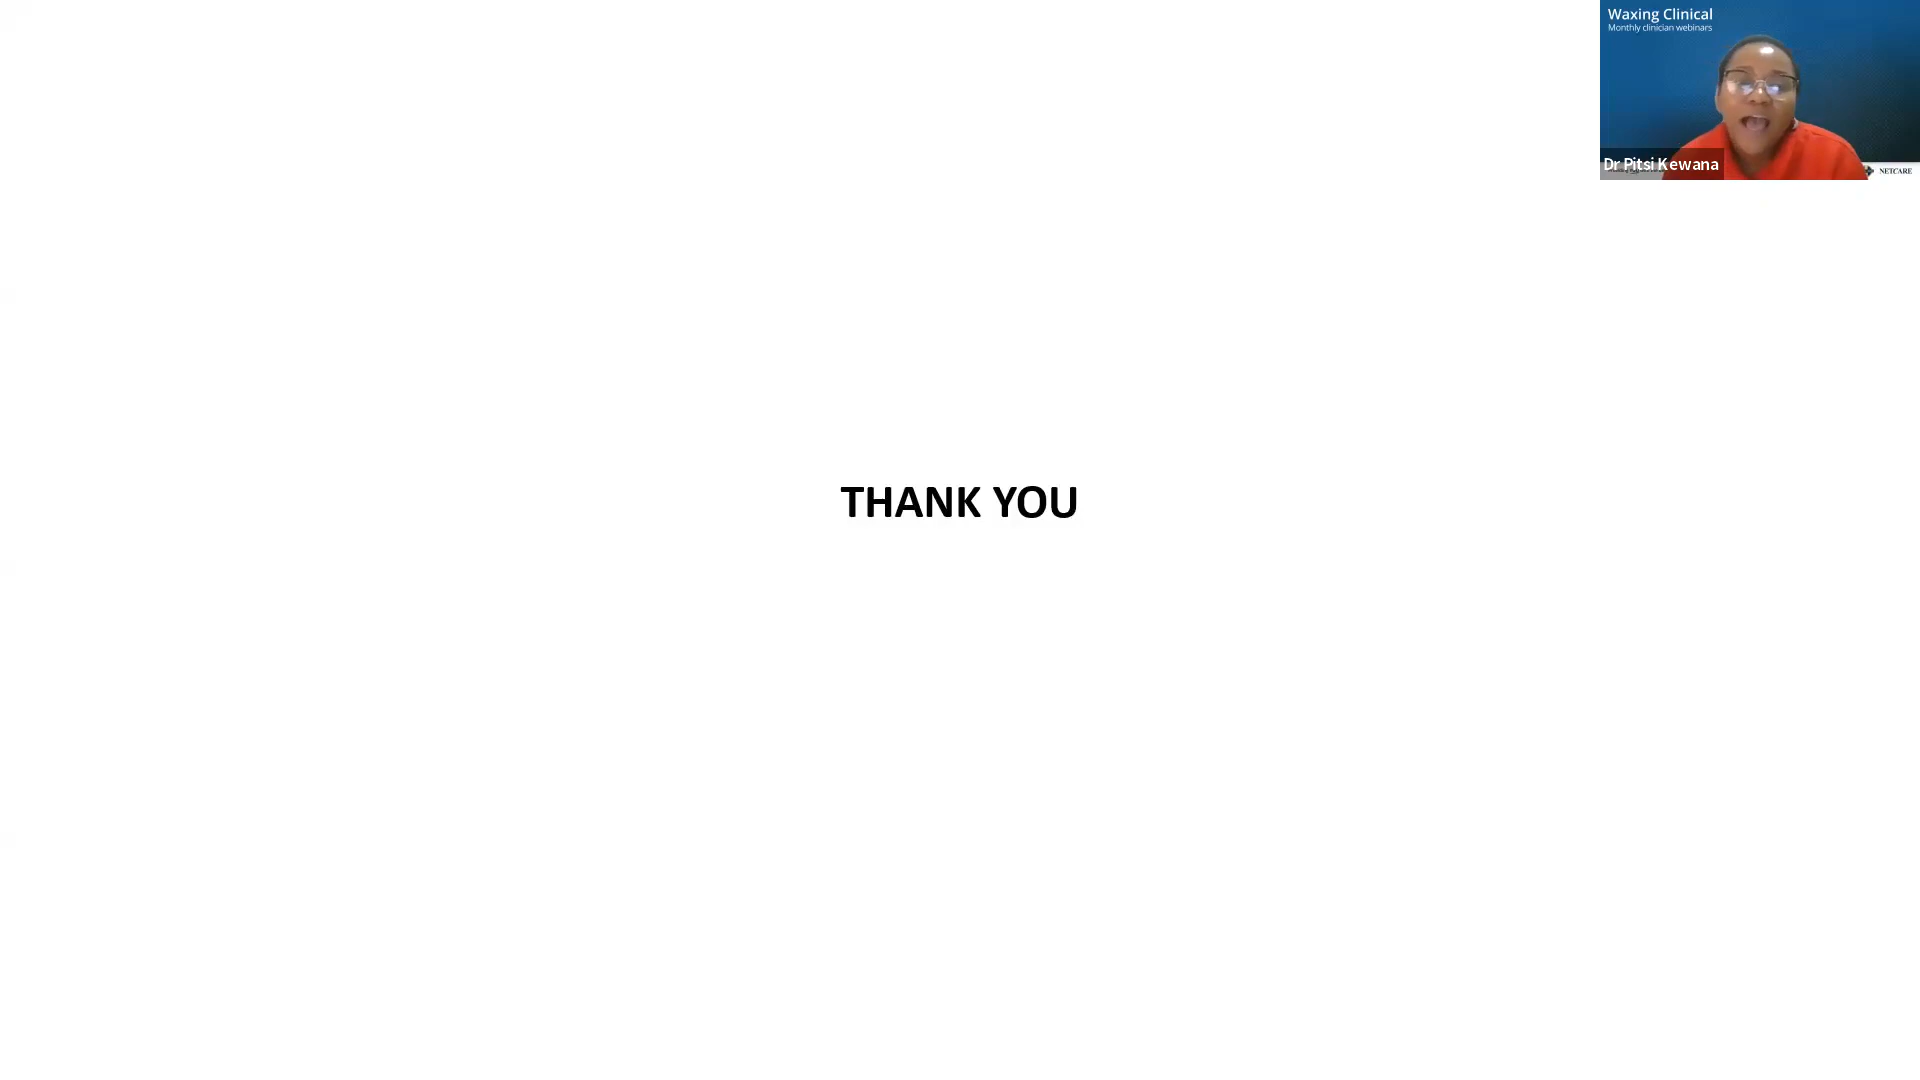 Waxing Clinical
Monthly clinician webinars
Dr Pitsi Kewana
NETCARE
THANK YOU